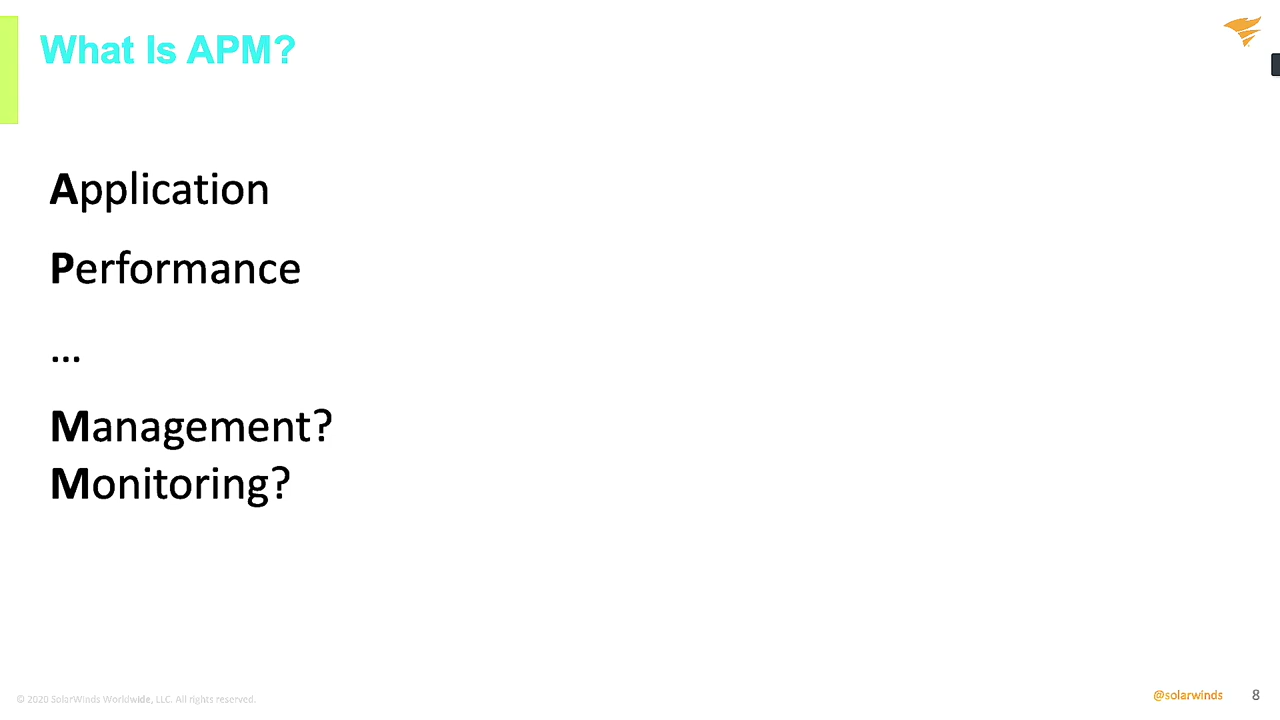 What Is APM?
Application
Performance
...
Management?
Monitoring?
© 2020 SolarWinds Worldwide, LLC. All rights reserved.
@solarwinds
8